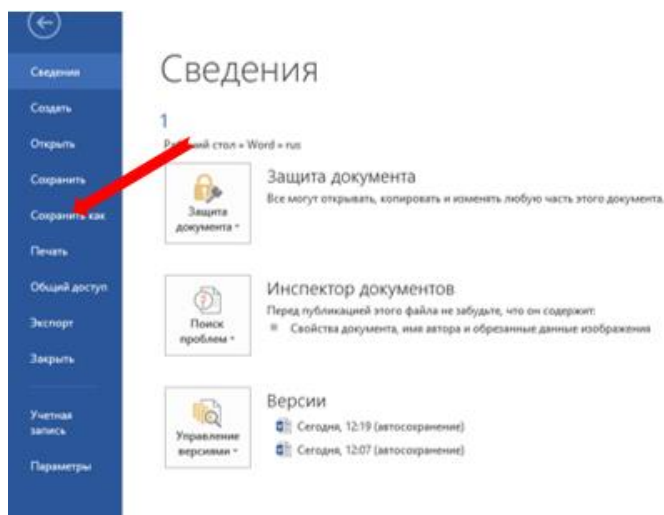 Сведения
Создать
Открыть
Сохранить
Сохранить как
Печать
Общий доступ
Экспорт
Закрыть
Учетная
запись
Параметры
Сведения
1
Рабочий стол » Word » rus
Защита
документа
Защита документа
Все могут открывать, копировать и изменять любую часть этого документа.
Поиск
проблем
Инспектор документов
Перед публикацией этого файла не забудьте, что он содержит:
Свойства документа, имя автора и обрезанные данные изображения
Управление
версиями
Версии
Сегодня, 12:19 (автосохранение)
Сегодня, 12:07 (автосохранение)